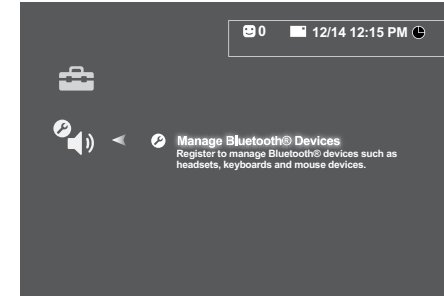 0 12/14 12:15 PM
Manage Bluetooth® Devices
Register to manage Bluetooth® devices such as
headsets, keyboards and mouse devices.